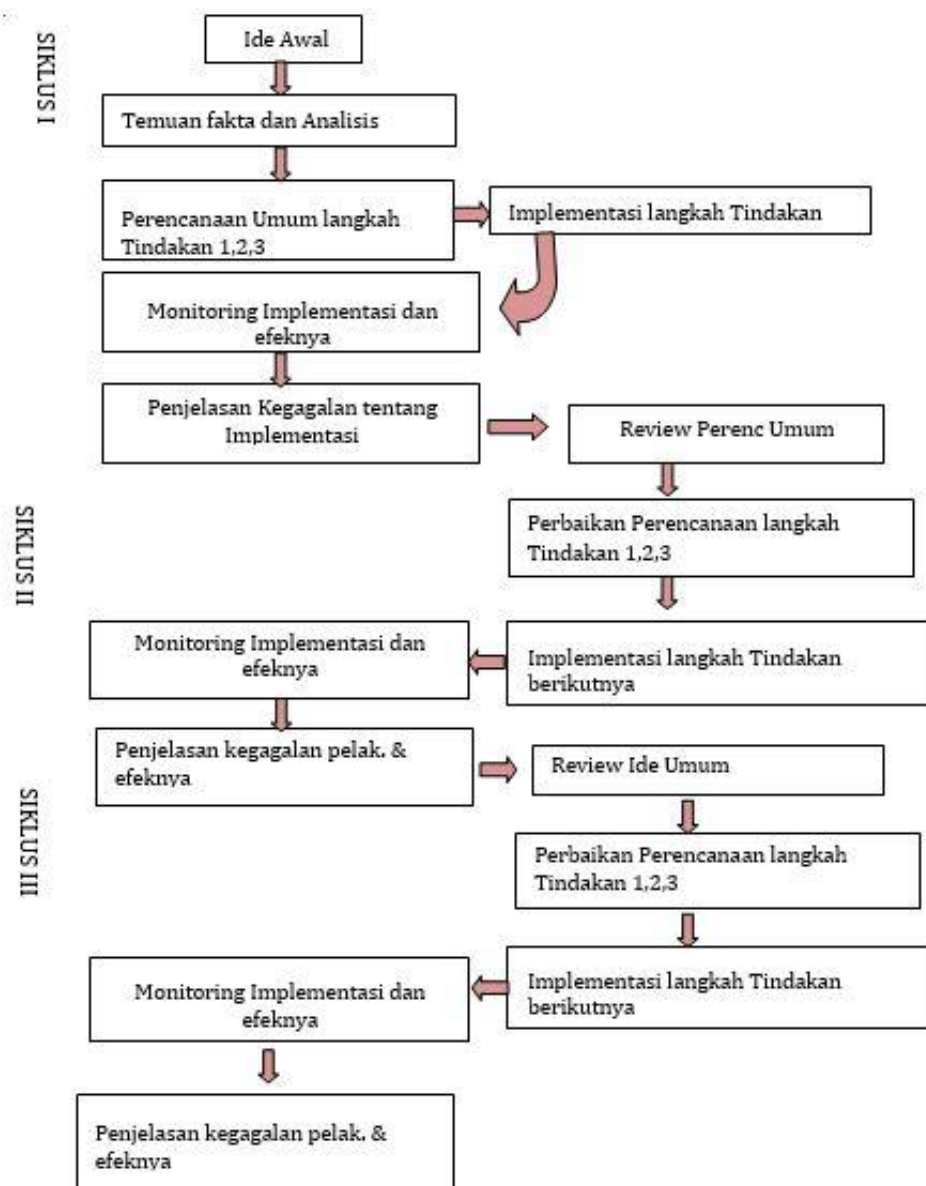 SIKLUS I
Ide Awal
Temuan fakta dan Analisis
Perencanaan Umum langkah
Tindakan 1,2,3
Implementasi langkah Tindakan
Monitoring Implementasi dan
efeknya
Penjelasan Kegagalan tentang
Implementasi
Review Perenc Umum
SIKLUS II
Perbaikan Perencanaan langkah
Tindakan 1,2,3
Implementasi langkah Tindakan
berikutnya
Monitoring Implementasi dan
efeknya
Penjelasan kegagalan pelak. &
efeknya
Review Ide Umum
SIKLUS III
Perbaikan Perencanaan langkah
Tindakan 1,2,3
Implementasi langkah Tindakan
berikutnya
Monitoring Implementasi dan
efeknya
Penjelasan kegagalan pelak. &
efeknya